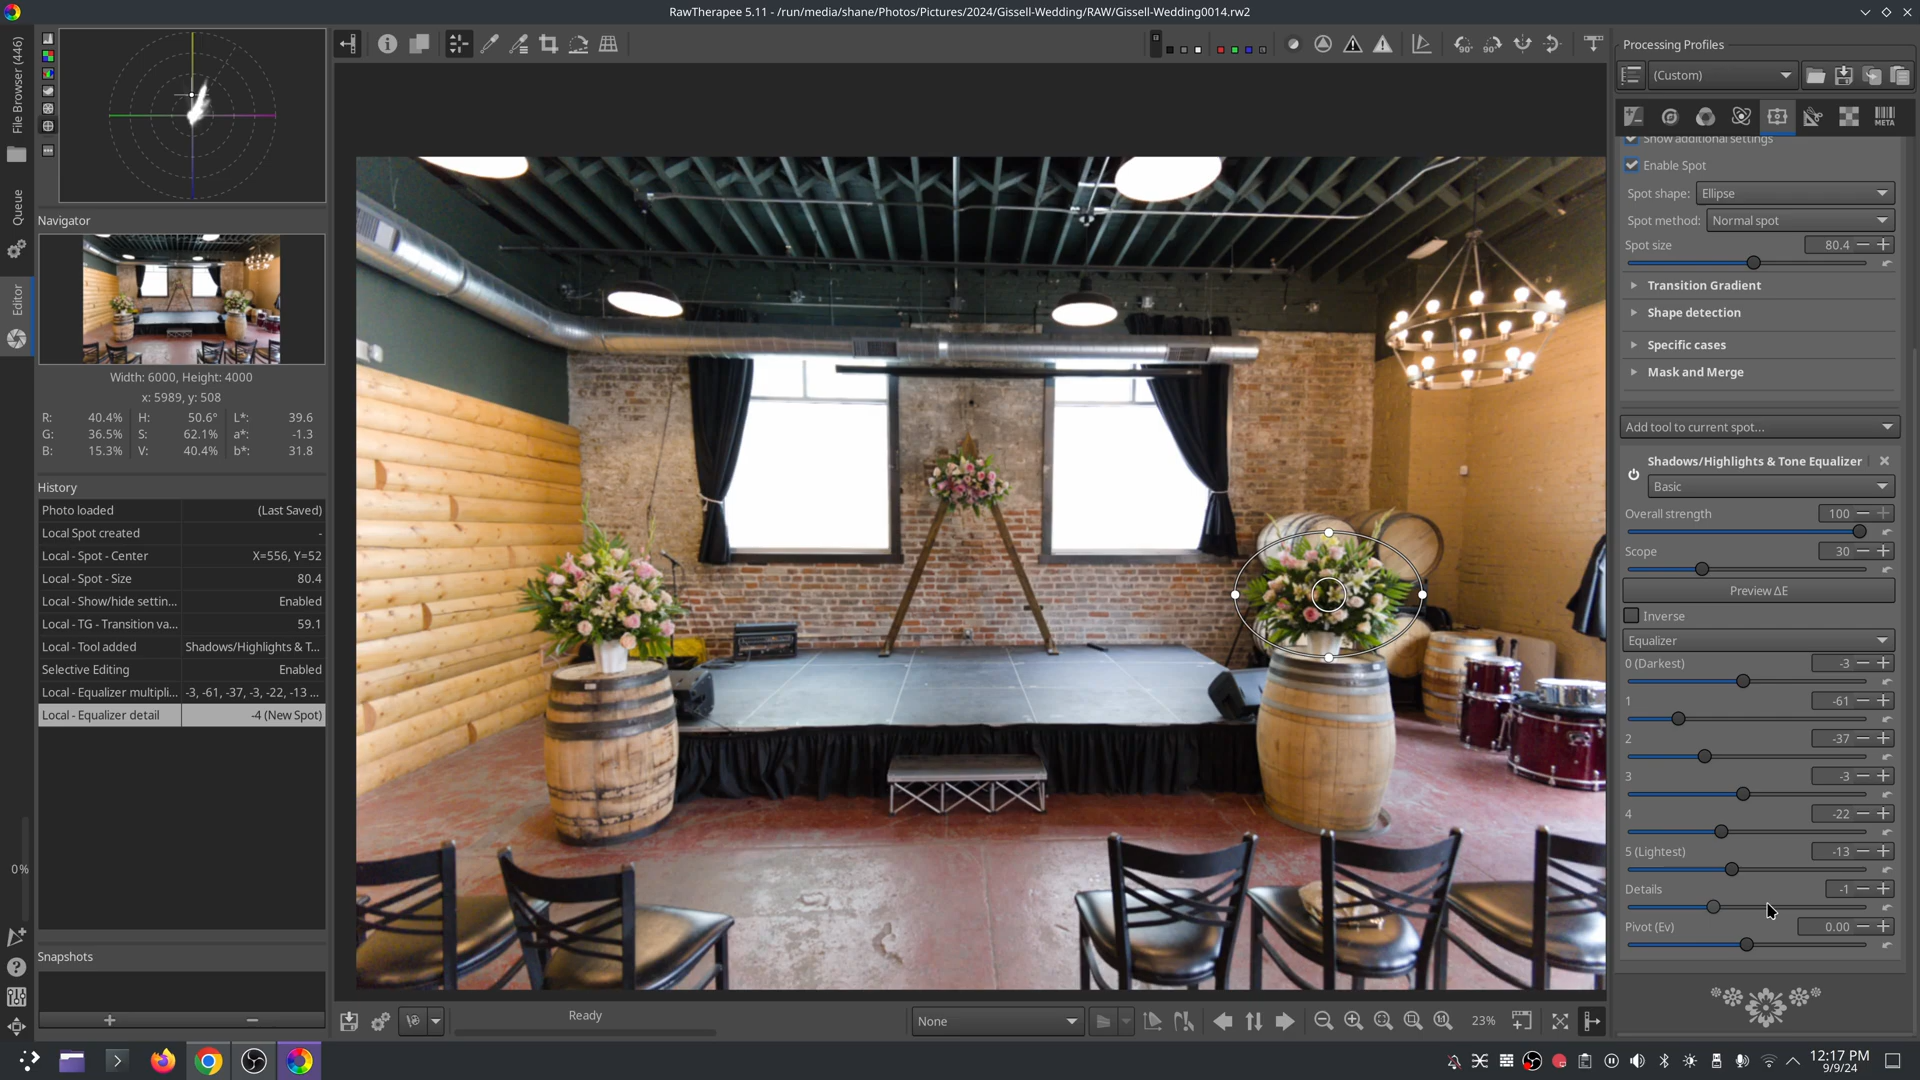 RawTherapee 5.11 - /run/media/shane/Photos/Pictures/2024/Gissell-Wedding/RAW/Gissell-Wedding0014.rw2
File Browser (446)
Queue
Editor
0%
Navigator
Width: 6000, Height: 4000
x: 5989, y: 508
R: 40.4% H: 50.6° L*: 39.6
G: 36.5% S: 62.1% a*: -1.3
B: 15.3% V: 40.4% b*: 31.8
History
Photo loaded (Last Saved)
Local Spot created -
Local - Spot - Center X=556, Y=52
Local - Spot - Size 80.4
Local - Show/hide settin... Enabled
Local - TG - Transition va... 59.1
Local - Tool added Shadows/Highlights & T...
Selective Editing Enabled
Local - Equalizer multipli... -3, -61, -37, -3, -22, -13 ...
Local - Equalizer detail -4 (New Spot)
Snapshots
Ready
None
23%
Processing Profiles
(Custom)
META
Show additional settings
Enable Spot
Spot shape: Ellipse
Spot method: Normal spot
Spot size 80.4
Transition Gradient
Shape detection
Specific cases
Mask and Merge
Add tool to current spot...
Shadows/Highlights & Tone Equalizer
Basic
Overall strength 100
Scope 30
Preview ΔE
Inverse
Equalizer
0 (Darkest) -3
1 -61
2 -37
3 -3
4 -22
5 (Lightest) -13
Details -1
Pivot (Ev) 0.00
12:17 PM
9/9/24